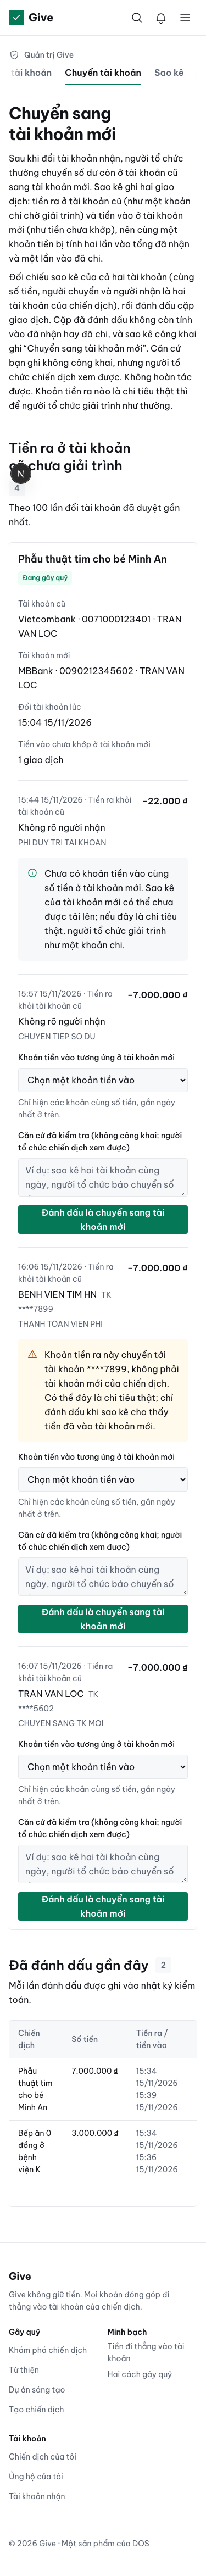 Give
Quản trị Give
tài khoản Chuyển tài khoản Sao kê
Chuyển sang
tài khoản mới
Sau khi đổi tài khoản nhận, người tổ chức
thường chuyển số dư còn ở tài khoản cũ
sang tài khoản mới. Sao kê ghi hai giao
dịch: tiền ra ở tài khoản cũ (như một khoản
chi chờ giải trình) và tiền vào ở tài khoản
mới (như tiền chưa khớp), nên cùng một
khoản tiền bị tính hai lần vào tổng đã nhận
và một lần vào đã chi.
Đối chiếu sao kê của cả hai tài khoản (cùng
số tiền, người chuyển và người nhận là hai
tài khoản của chiến dịch), rồi đánh dấu cặp
giao dịch. Cặp đã đánh dấu không còn tính
vào đã nhận hay đã chi, và sao kê công khai
ghi “Chuyển sang tài khoản mới”. Căn cứ
bạn ghi không công khai, nhưng người tổ
chức chiến dịch xem được. Không hoàn tác
được. Khoản tiền ra nào là chi tiêu thật thì
để người tổ chức giải trình như thường.
Tiền ra ở tài khoản
chưa giải trình
N
4
Theo 100 lần đổi tài khoản đã duyệt gần
nhất.
Phẫu thuật tim cho bé Minh An
Đang gây quỹ
Tài khoản cũ
Vietcombank · 0071000123401 · TRAN
VAN LOC
Tài khoản mới
MBBank · 0090212345602 · TRAN VAN
LOC
Đổi tài khoản lúc
15:04 15/11/2026
Tiền vào chưa khớp ở tài khoản mới
1 giao dịch
15:44 15/11/2026 · Tiền ra khỏi
tài khoản cũ
−22.000 ₫
Không rõ người nhận
PHI DUY TRI TAI KHOAN
Chưa có khoản tiền vào cùng
số tiền ở tài khoản mới. Sao kê
của tài khoản mới có thể chưa
được tải lên; nếu đây là chi tiêu
thật, người tổ chức giải trình
như một khoản chi.
15:57 15/11/2026 · Tiền ra
khỏi tài khoản cũ
−7.000.000 ₫
Không rõ người nhận
CHUYEN TIEP SO DU
Khoản tiền vào tương ứng ở tài khoản mới
Chọn một khoản tiền vào
Chỉ hiện các khoản cùng số tiền, gần ngày
nhất ở trên.
Căn cứ đã kiểm tra (không công khai; người
tổ chức chiến dịch xem được)
Ví dụ: sao kê hai tài khoản cùng
ngày, người tổ chức báo chuyển số
Đánh dấu là chuyển sang tài
khoản mới
16:06 15/11/2026 · Tiền ra
khỏi tài khoản cũ
−7.000.000 ₫
BENH VIEN TIM HN TK
****7899
THANH TOAN VIEN PHI
Khoản tiền ra này chuyển tới
tài khoản ****7899, không phải
tài khoản mới của chiến dịch.
Có thể đây là chi tiêu thật; chỉ
đánh dấu khi sao kê cho thấy
tiền đã vào tài khoản mới.
Khoản tiền vào tương ứng ở tài khoản mới
Chọn một khoản tiền vào
Chỉ hiện các khoản cùng số tiền, gần ngày
nhất ở trên.
Căn cứ đã kiểm tra (không công khai; người
tổ chức chiến dịch xem được)
Ví dụ: sao kê hai tài khoản cùng
ngày, người tổ chức báo chuyển số
Đánh dấu là chuyển sang tài
khoản mới
16:07 15/11/2026 · Tiền ra
khỏi tài khoản cũ
−7.000.000 ₫
TRAN VAN LOC TK
****5602
CHUYEN SANG TK MOI
Khoản tiền vào tương ứng ở tài khoản mới
Chọn một khoản tiền vào
Chỉ hiện các khoản cùng số tiền, gần ngày
nhất ở trên.
Căn cứ đã kiểm tra (không công khai; người
tổ chức chiến dịch xem được)
Ví dụ: sao kê hai tài khoản cùng
ngày, người tổ chức báo chuyển số
Đánh dấu là chuyển sang tài
khoản mới
Đã đánh dấu gần đây 2
Mỗi lần đánh dấu được ghi vào nhật ký kiểm
toán.
Chiến dịch Số tiền Tiền ra / tiền vào
Phẫu thuật tim cho bé Minh An 7.000.000 ₫ 15:34 15/11/2026 15:39 15/11/2026
Bếp ăn 0 đồng ở bệnh viện K 3.000.000 ₫ 15:34 15/11/2026 15:36 15/11/2026
Give
Give không giữ tiền. Mọi khoản đóng góp đi
thẳng vào tài khoản của chiến dịch.
Gây quỹ
Khám phá chiến dịch
Từ thiện
Dự án sáng tạo
Tạo chiến dịch
Minh bạch
Tiền đi thẳng vào tài
khoản
Hai cách gây quỹ
Tài khoản
Chiến dịch của tôi
Ủng hộ của tôi
Tài khoản nhận
© 2026 Give · Một sản phẩm của DOS